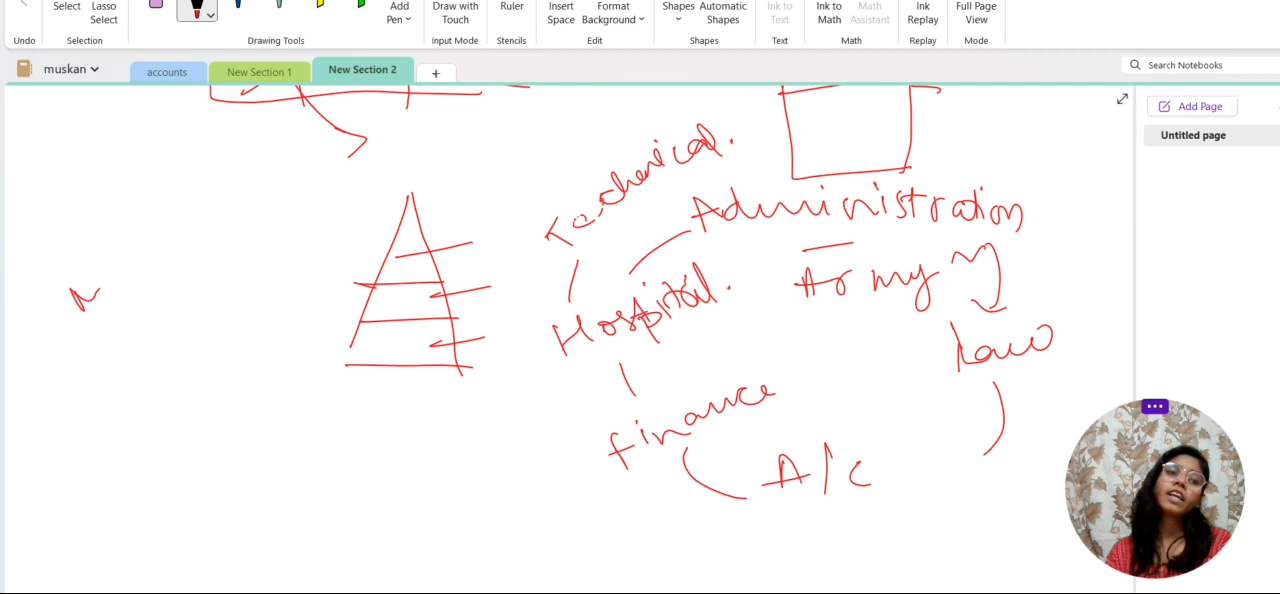 Select
Lasso Select
Add Pen
Draw with Touch
Ruler
Insert Space
Format Background
Shapes
Automatic Shapes
Ink to Text
Ink to Math
Math Assistant
Ink Replay
Full Page View
Undo
Selection
Drawing Tools
Input Mode
Stencils
Edit
Shapes
Text
Math
Replay
Mode
muskan
accounts
New Section 1
New Section 2
+
Search Notebooks
Add Page
Untitled page
Administration
Army
Hospital.
Law
finance
A/c